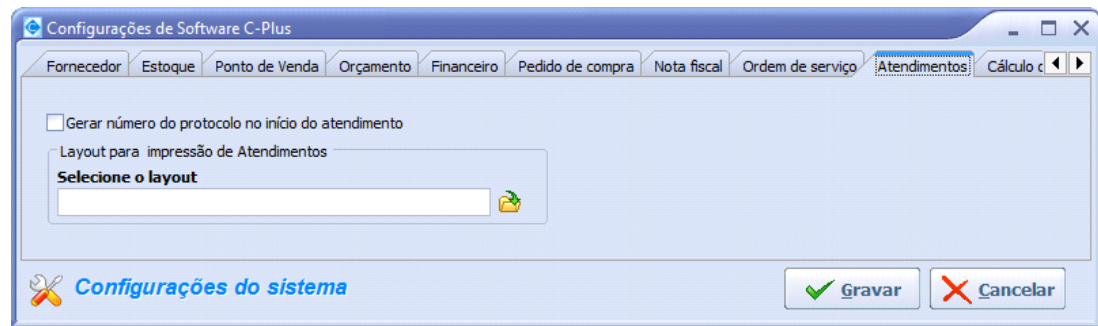 Configurações de Software C-Plus
Fornecedor Estoque Ponto de Venda Orçamento Financeiro Pedido de compra Nota fiscal Ordem de serviço Atendimentos Cálculo c
Gerar número do protocolo no início do atendimento
Layout para impressão de Atendimentos
Selecione o layout
Configurações do sistema Gravar Cancelar